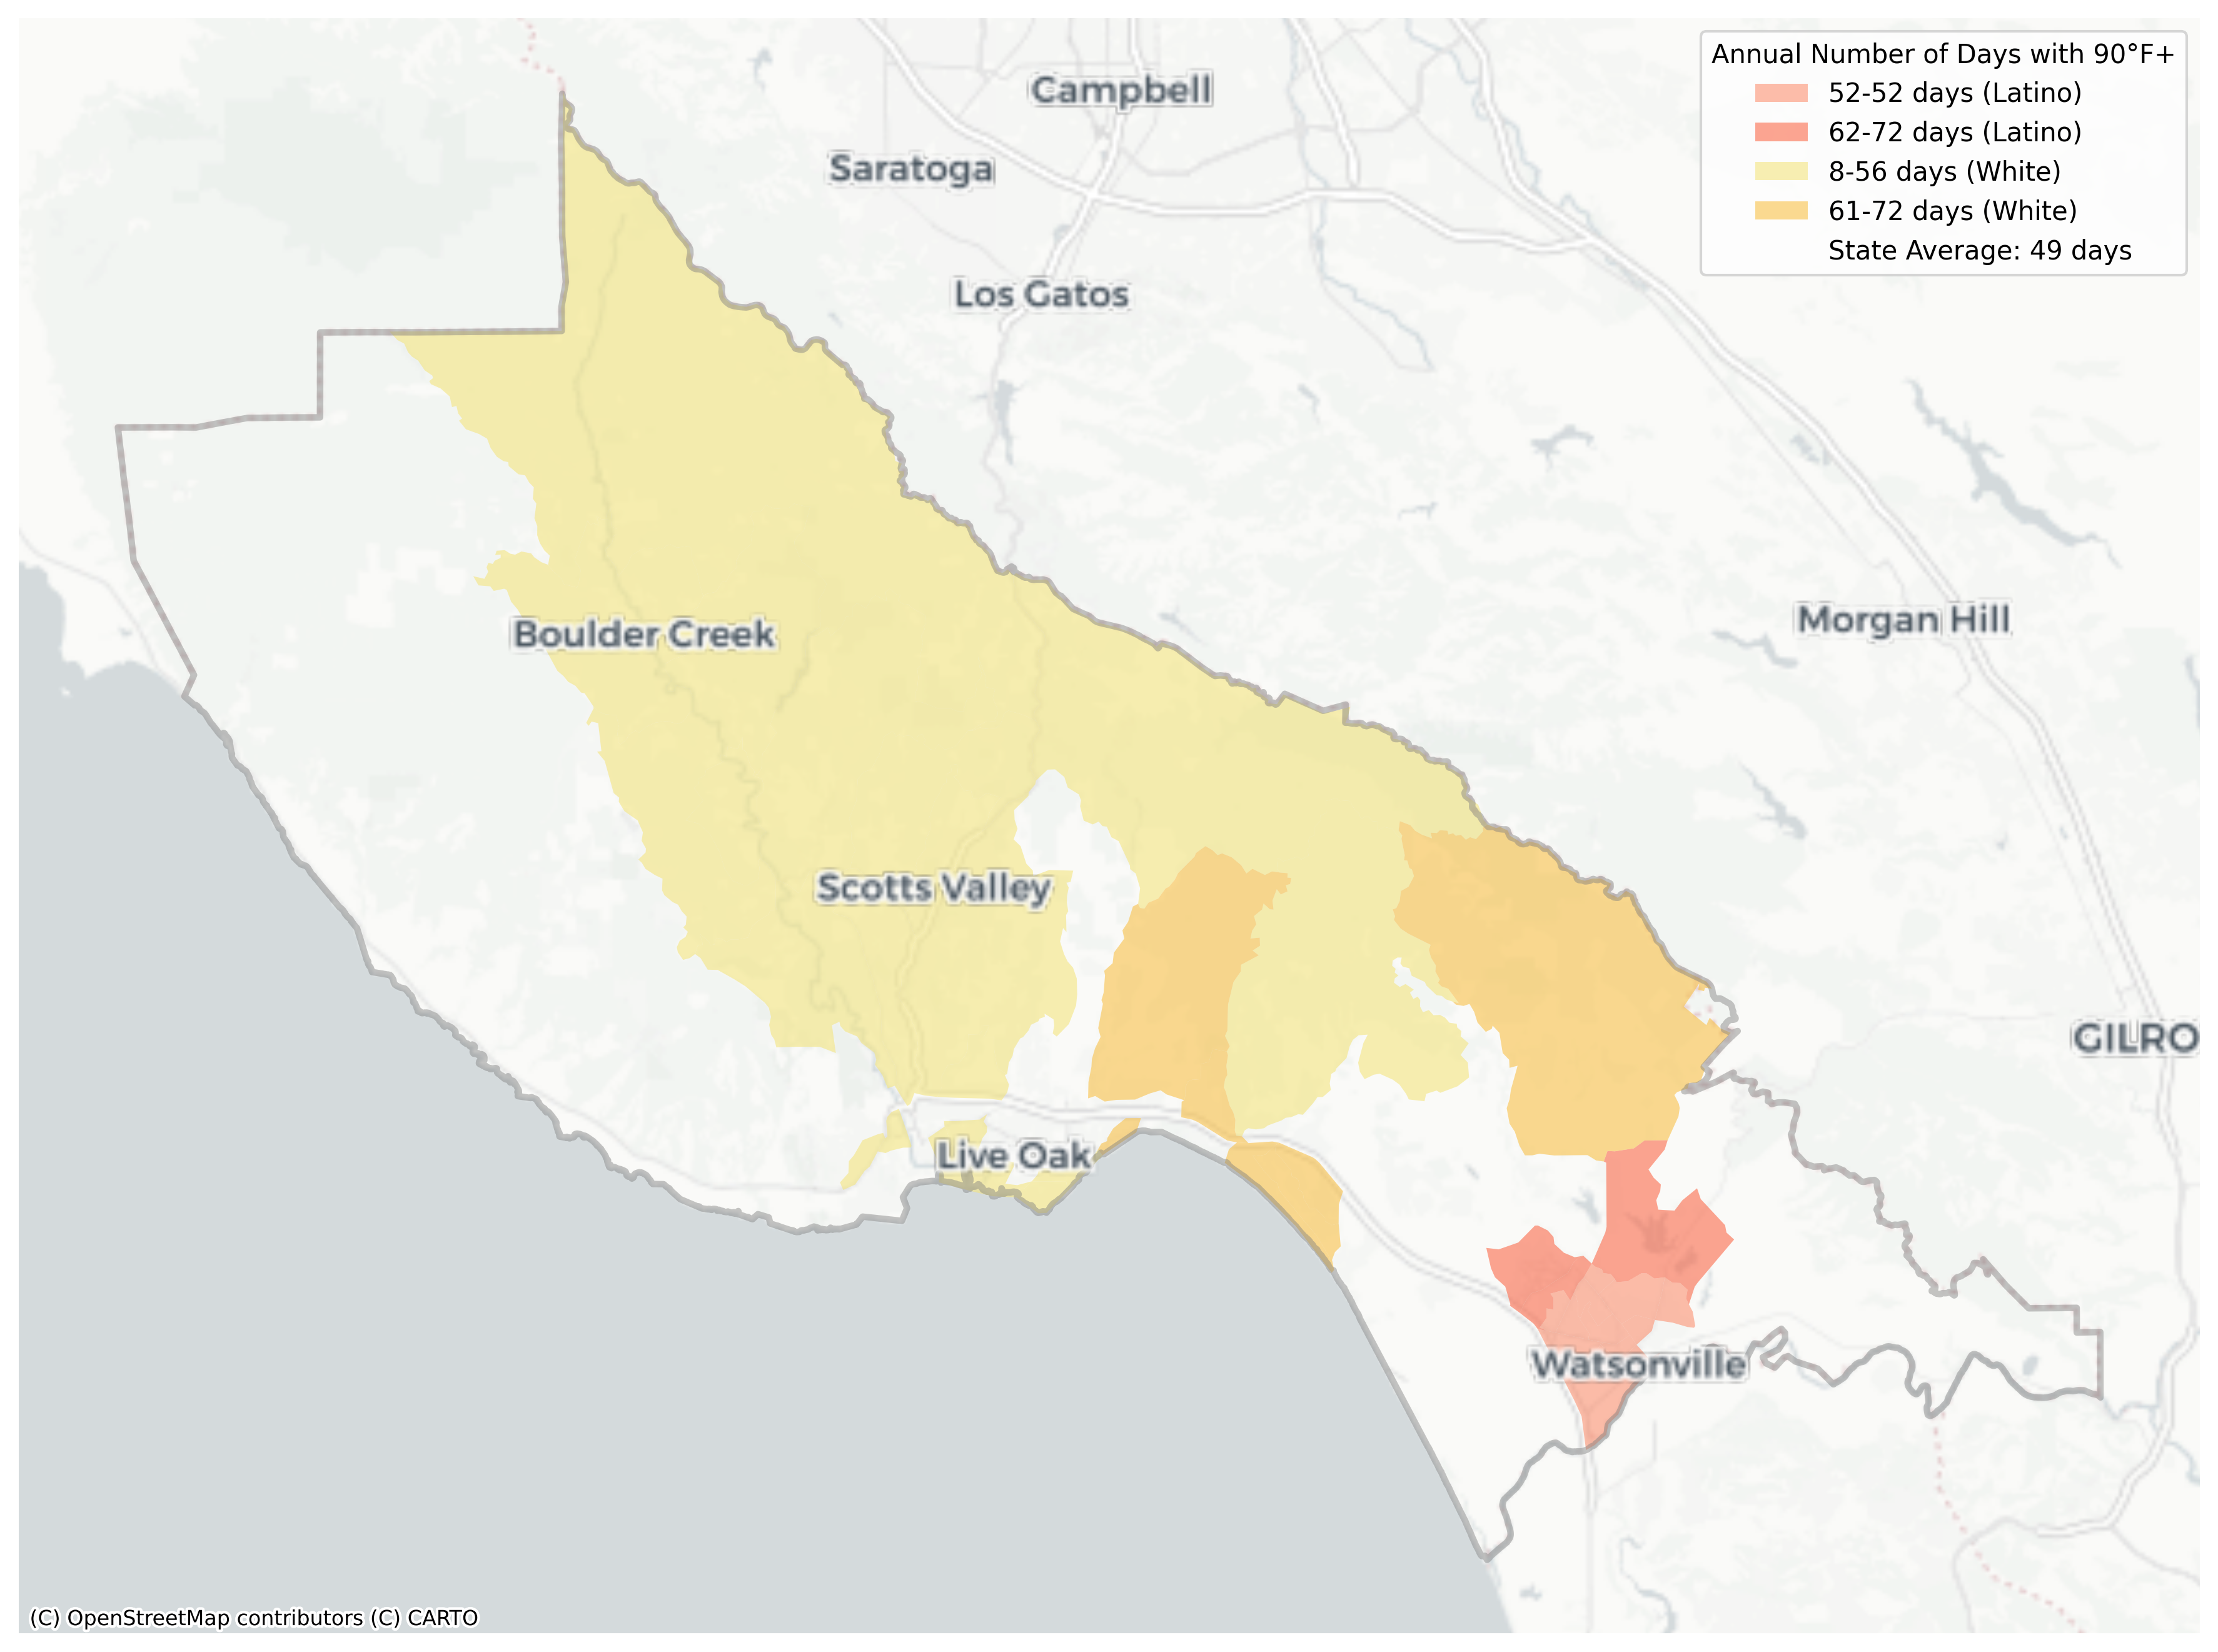 Annual Number of Days with 90°F+
52-52 days (Latino)
62-72 days (Latino)
8-56 days (White)
61-72 days (White)
State Average: 49 days
Campbell
Saratoga
Los Gatos
Morgan Hill
Boulder Creek
Scotts Valley
GILRO
Live Oak
Watsonville
(C) OpenStreetMap contributors (C) CARTO